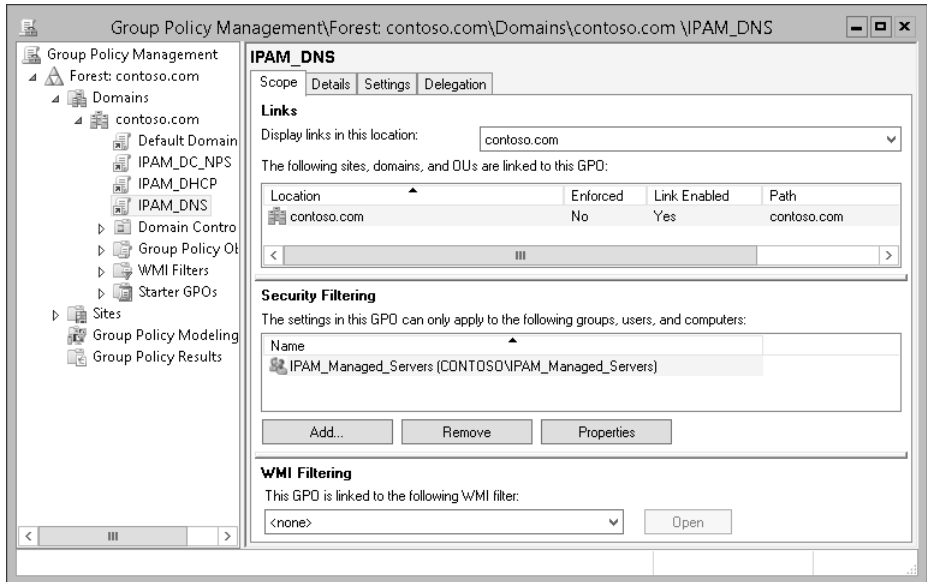 Group Policy Management\Forest: contoso.com\Domains\contoso.com \IPAM_DNS
Group Policy Management
Forest: contoso.com
Domains
contoso.com
Default Domain
IPAM_DC_NPS
IPAM_DHCP
IPAM_DNS
Domain Contro
Group Policy Ob
WMI Filters
Starter GPOs
Sites
Group Policy Modeling
Group Policy Results
IPAM_DNS
Scope Details Settings Delegation
Links
Display links in this location: contoso.com
The following sites, domains, and OUs are linked to this GPO:
Location Enforced Link Enabled Path
contoso.com No Yes contoso.com
Security Filtering
The settings in this GPO can only apply to the following groups, users, and computers:
Name
IPAM_Managed_Servers (CONTOSO\IPAM_Managed_Servers)
Add... Remove Properties
WMI Filtering
This GPO is linked to the following WMI filter:
<none> Open